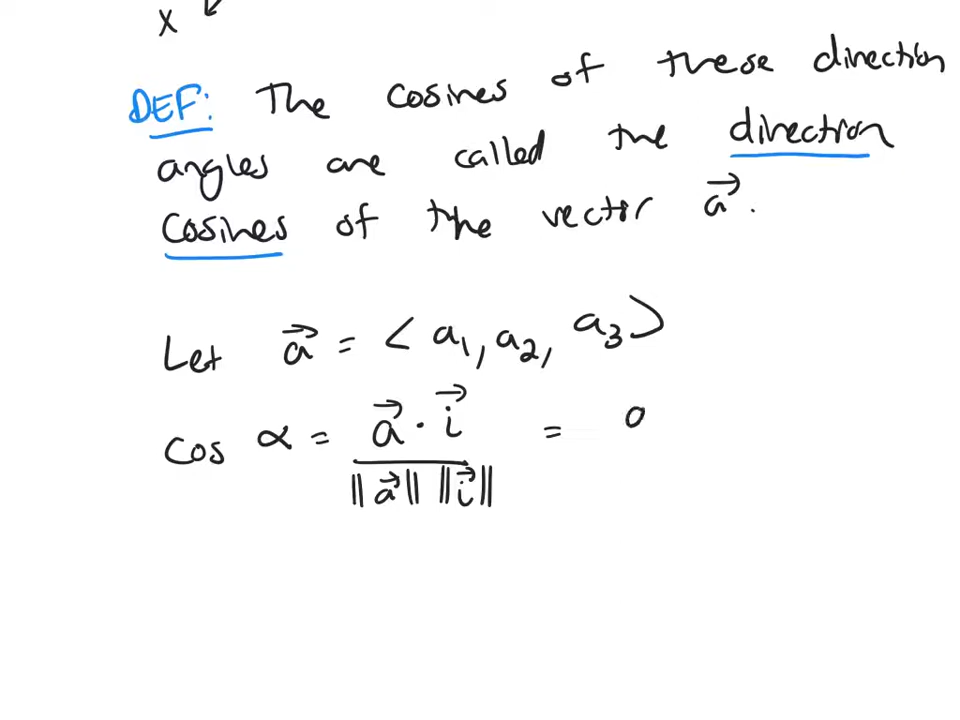 X
DEF: The cosines of these direction
angles are called the direction
cosines of the vector a⃗.
Let a⃗ = < a₁, a₂, a₃ >
cos α = a⃗ · i⃗ / ‖a⃗‖ ‖i⃗‖ = a